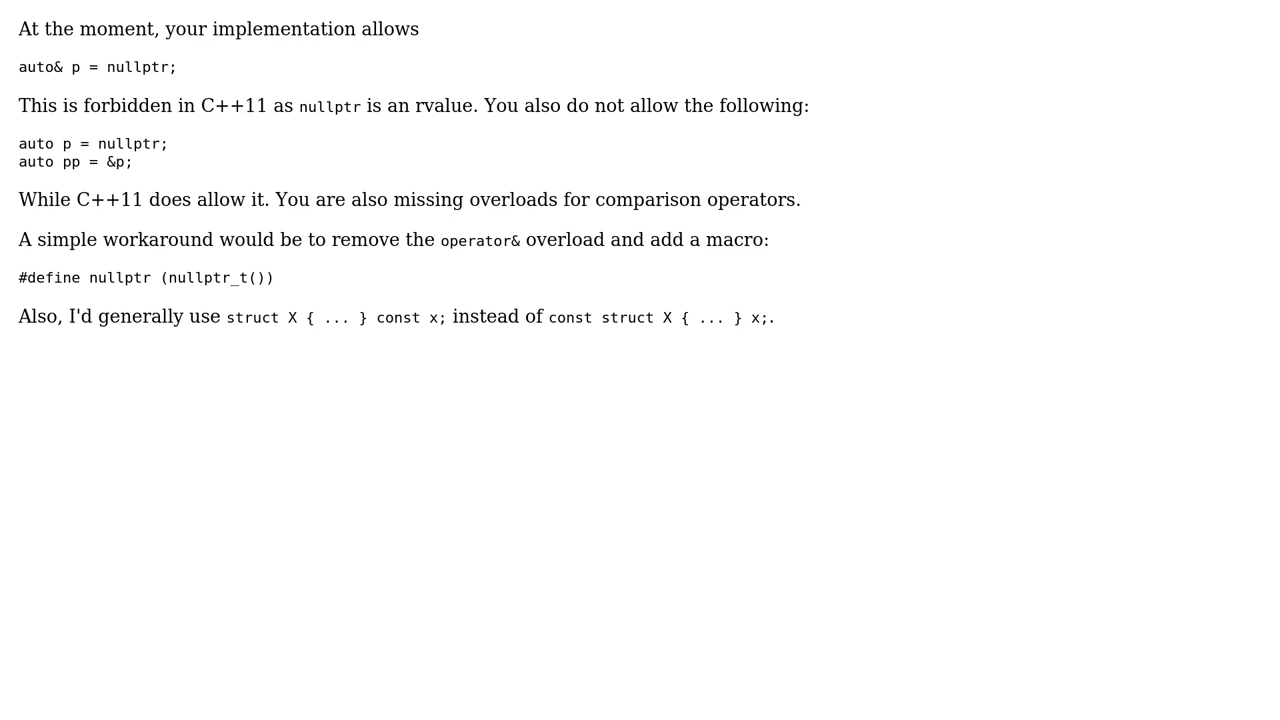 At the moment, your implementation allows
auto& p = nullptr;
This is forbidden in C++11 as nullptr is an rvalue. You also do not allow the following:
auto p = nullptr;
auto pp = &p;
While C++11 does allow it. You are also missing overloads for comparison operators.
A simple workaround would be to remove the operator& overload and add a macro:
#define nullptr (nullptr_t())
Also, I'd generally use struct X { ... } const x; instead of const struct X { ... } x;.